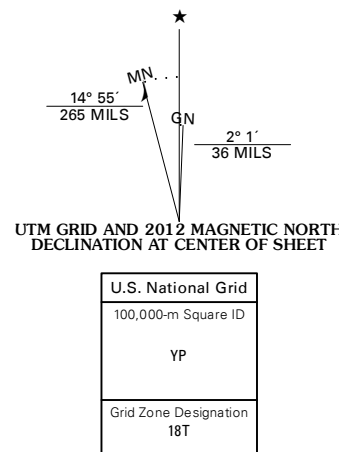 ★
MN
14° 55´
265 MILS
GN
2° 1´
36 MILS
UTM GRID AND 2012 MAGNETIC NORTH
DECLINATION AT CENTER OF SHEET
U.S. National Grid
100,000-m Square ID
YP
Grid Zone Designation
18T